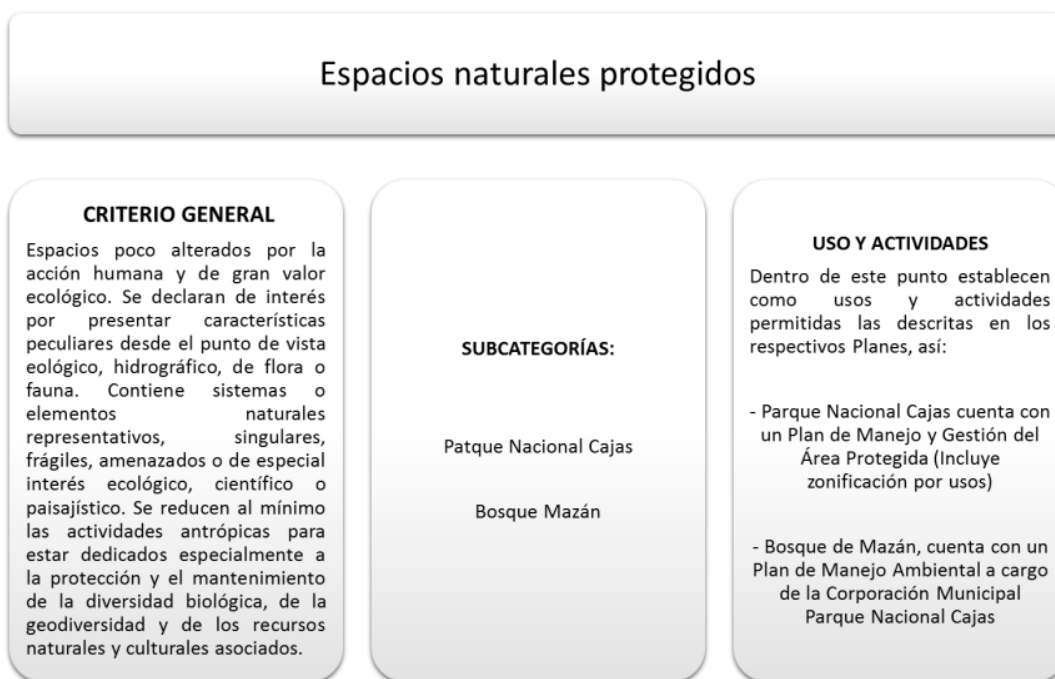 Espacios naturales protegidos
CRITERIO GENERAL
Espacios poco alterados por la
acción humana y de gran valor
ecológico. Se declaran de interés
por presentar características
peculiares desde el punto de vista
eológico, hidrográfico, de flora o
fauna. Contiene sistemas o
elementos naturales
representativos, singulares,
frágiles, amenazados o de especial
interés ecológico, científico o
paisajístico. Se reducen al mínimo
las actividades antrópicas para
estar dedicados especialmente a
la protección y el mantenimiento
de la diversidad biológica, de la
geodiversidad y de los recursos
naturales y culturales asociados.
SUBCATEGORÍAS:
Patque Nacional Cajas
Bosque Mazán
USO Y ACTIVIDADES
Dentro de este punto establecen
como usos y actividades
permitidas las descritas en los
respectivos Planes, así:
- Parque Nacional Cajas cuenta con
un Plan de Manejo y Gestión del
Área Protegida (Incluye
zonificación por usos)
- Bosque de Mazán, cuenta con un
Plan de Manejo Ambiental a cargo
de la Corporación Municipal
Parque Nacional Cajas